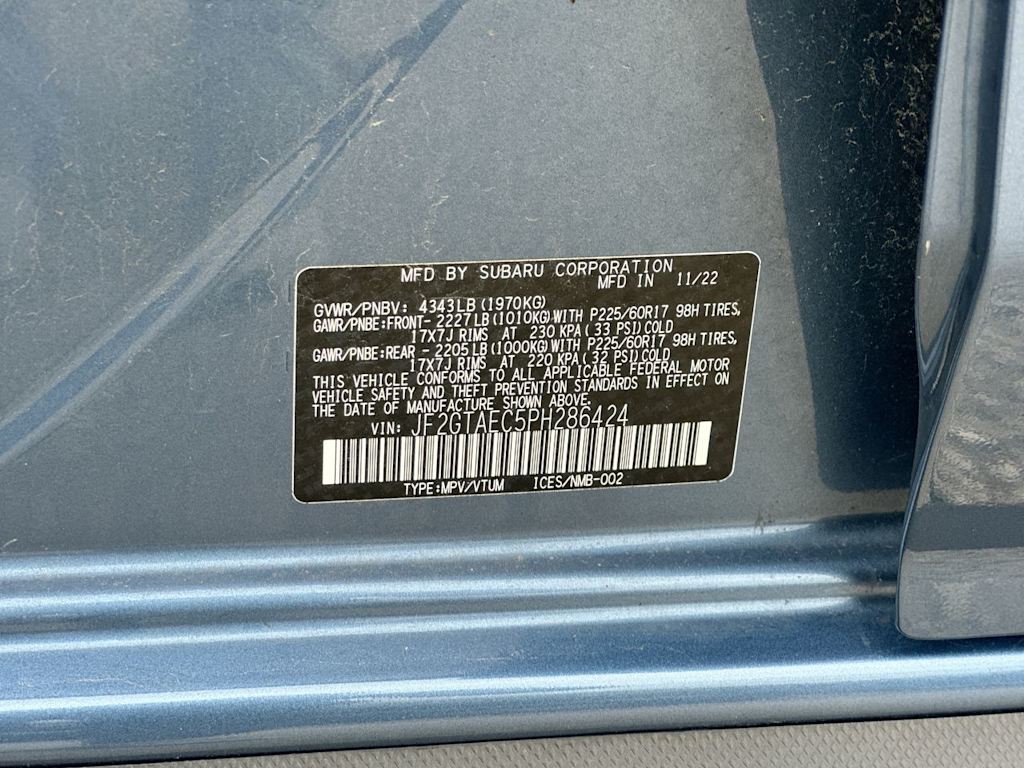 MFD BY SUBARU CORPORATION
MFD IN 11/22
GVWR/PNBV: 4343LB(1970KG)
GAWR/PNBE:FRONT- 2227LB(1010KG)WITH P225/60R17 98H TIRES,
17X7J RIMS AT 230 KPA(33 PSI)COLD
GAWR/PNBE:REAR - 2205LB(1000KG)WITH P225/60R17 98H TIRES,
17X7J RIMS AT 220 KPA(32 PSI)COLD
THIS VEHICLE CONFORMS TO ALL APPLICABLE FEDERAL MOTOR
VEHICLE SAFETY AND THEFT PREVENTION STANDARDS IN EFFECT ON
THE DATE OF MANUFACTURE SHOWN ABOVE.
VIN: JF2GTAEC5PH286424
TYPE:MPV/VTUM ICES/NMB-002